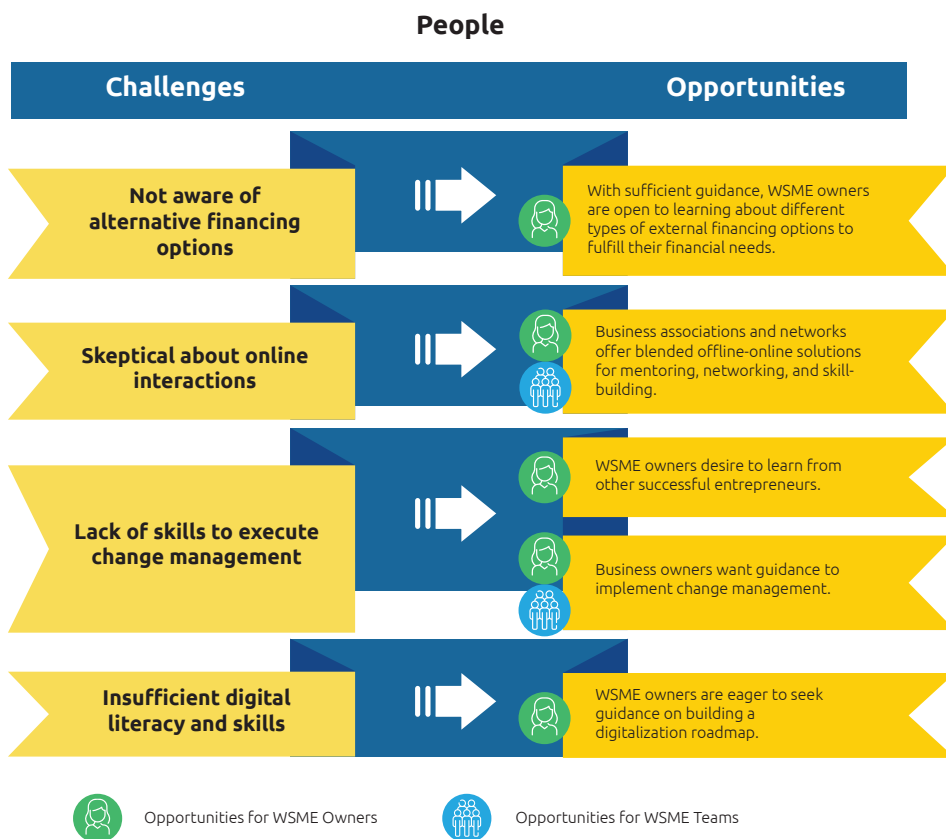 People
Challenges
Opportunities
Not aware of
alternative financing
options
With sufficient guidance, WSME owners
are open to learning about different
types of external financing options to
fulfill their financial needs.
Skeptical about online
interactions
Business associations and networks
offer blended offline-online solutions
for mentoring, networking, and skill-
building.
Lack of skills to execute
change management
WSME owners desire to learn from
other successful entrepreneurs.
Business owners want guidance to
implement change management.
Insufficient digital
literacy and skills
WSME owners are eager to seek
guidance on building a
digitalization roadmap.
Opportunities for WSME Owners
Opportunities for WSME Teams